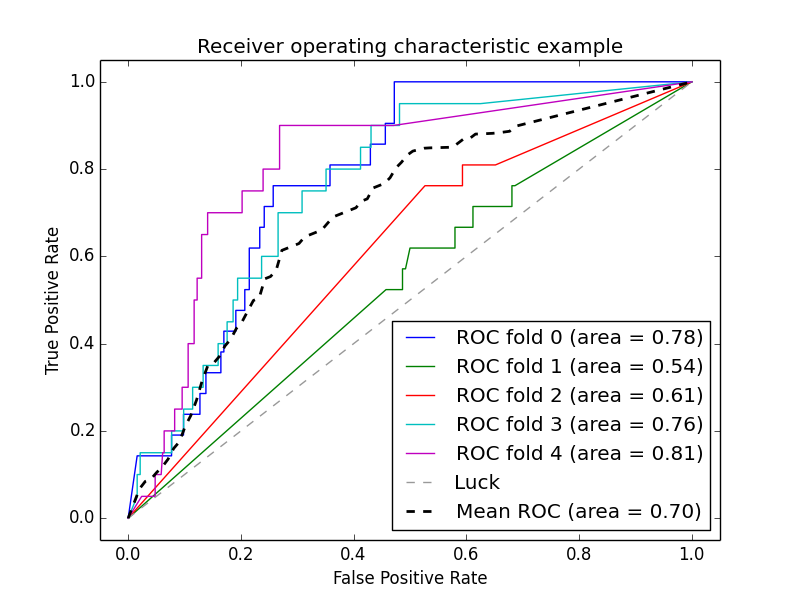 Receiver operating characteristic example
True Positive Rate
1.0
0.8
0.6
0.4
0.2
0.0
ROC fold 0 (area = 0.78)
ROC fold 1 (area = 0.54)
ROC fold 2 (area = 0.61)
ROC fold 3 (area = 0.76)
ROC fold 4 (area = 0.81)
Luck
Mean ROC (area = 0.70)
0.0 0.2 0.4 0.6 0.8 1.0
False Positive Rate